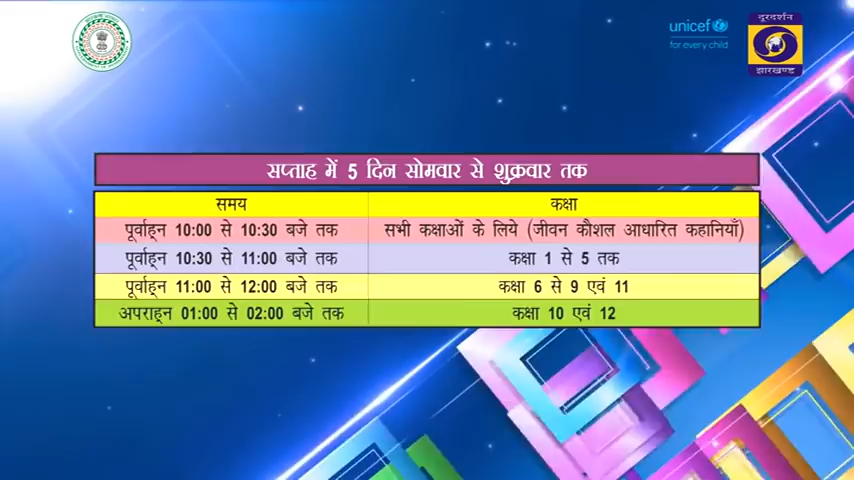 unicef
for every child
दूरदर्शन
झारखण्ड
सप्ताह में 5 दिन सोमवार से शुक्रवार तक
समय कक्षा
पूर्वाह्न 10:00 से 10:30 बजे तक सभी कक्षाओं के लिये (जीवन कौशल आधारित कहानियाँ)
पूर्वाह्न 10:30 से 11:00 बजे तक कक्षा 1 से 5 तक
पूर्वाह्न 11:00 से 12:00 बजे तक कक्षा 6 से 9 एवं 11
अपराह्न 01:00 से 02:00 बजे तक कक्षा 10 एवं 12